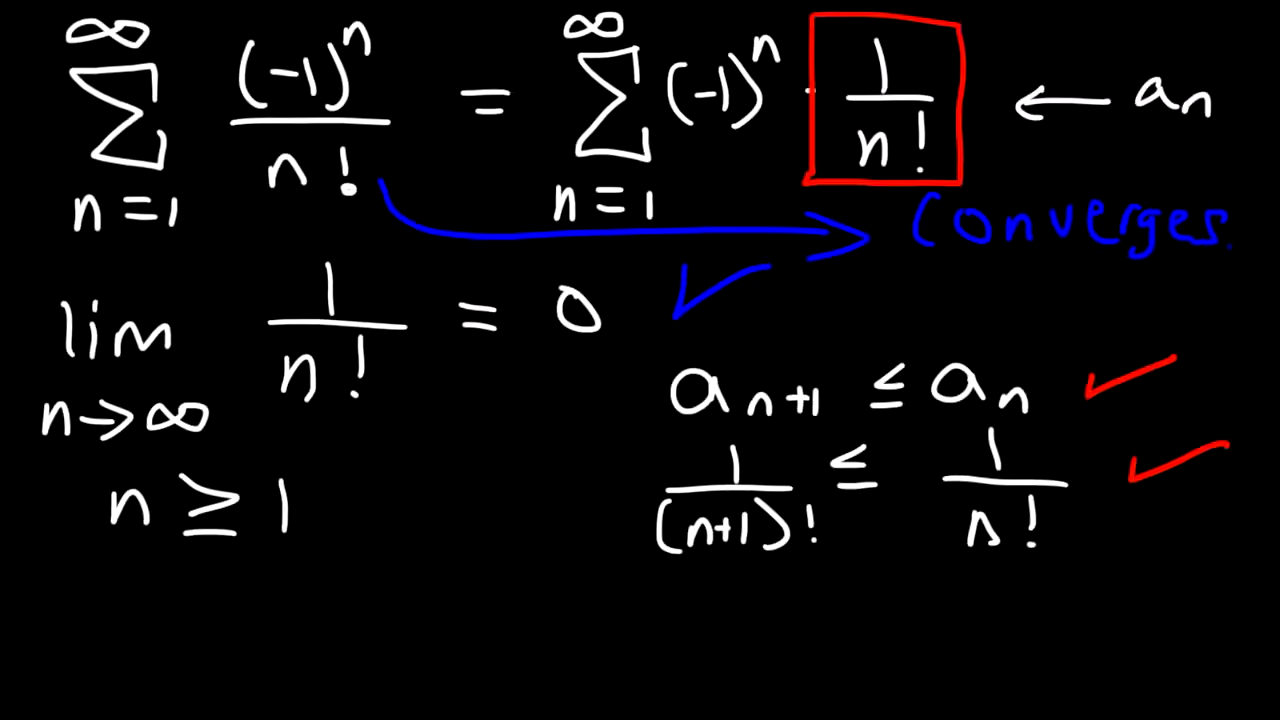 ∞ ∑ n=1 (-1)^n / n! = ∞ ∑ n=1 (-1)^n · 1/n! ← a_n
Converges.
lim n→∞ 1/n! = 0 ✓
a_{n+1} ≤ a_n ✓
n ≥ 1
1/(n+1)! ≤ 1/n! ✓